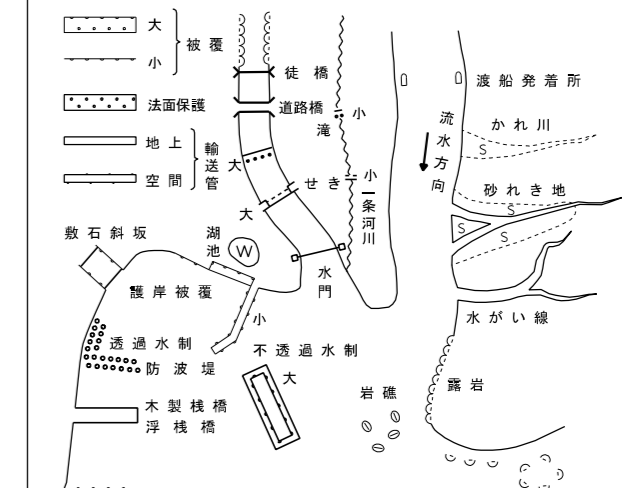 大
被覆
小
法面保護
地上
輸送管
空間
徒橋
道路橋
小
滝
大
せき
小
一条河川
大
渡船発着所
流水方向
かれ川
S
砂れき地
S
S
S
敷石斜坂
湖池
W
水門
護岸被覆
小
水がい線
透過水制
防波堤
不透過水制
大
岩礁
露岩
木製桟橋
浮桟橋